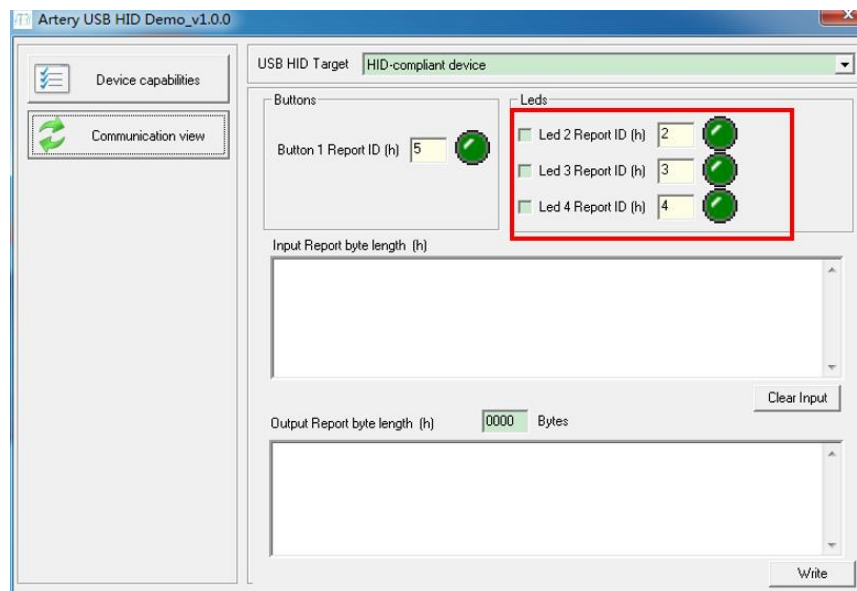 Artery USB HID Demo_v1.0.0
Device capabilities
Communication view
USB HID Target HID-compliant device
Buttons
Button 1 Report ID (h) 5
Leds
Led 2 Report ID (h) 2
Led 3 Report ID (h) 3
Led 4 Report ID (h) 4
Input Report byte length (h)
Clear Input
Output Report byte length (h) 0000 Bytes
Write